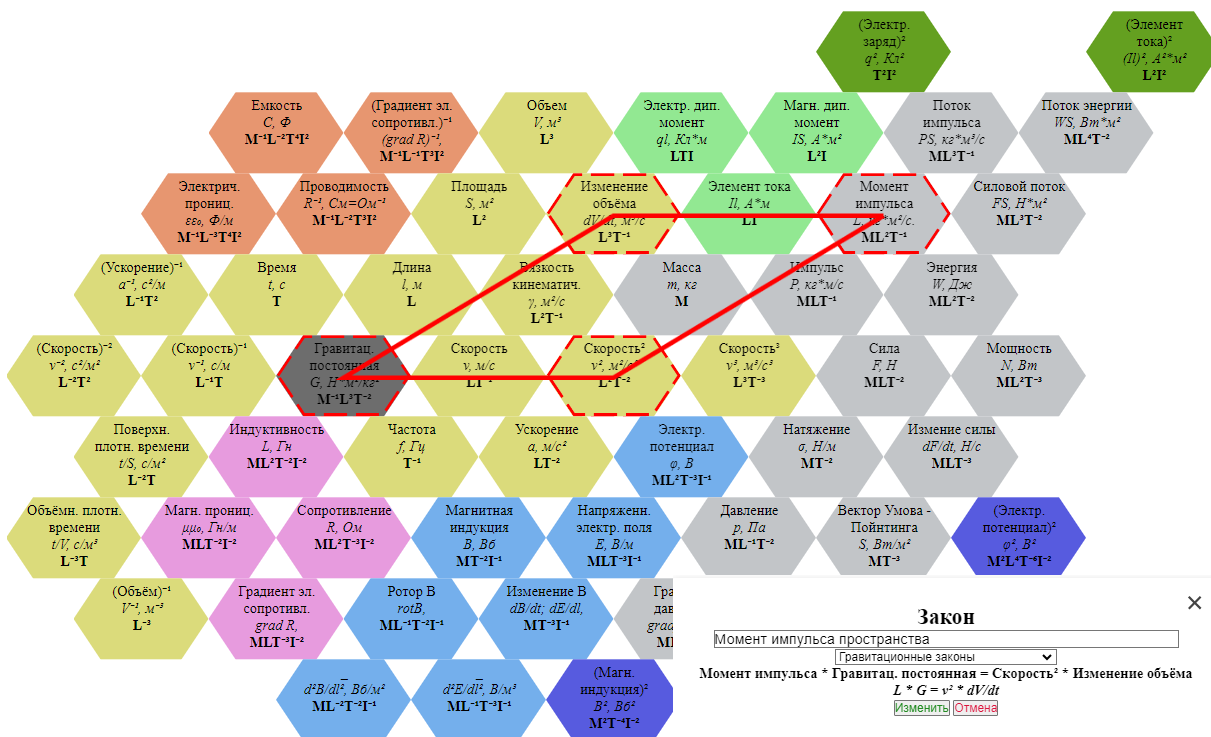 (Электр.
заряд)²
q², Кл²
T²I²
(Элемент
тока)²
(Il)², А²*м²
L²I²
Емкость
C, Ф
M⁻¹L⁻²T⁴I²
(Градиент эл.
сопротивл.)⁻¹
(grad R)⁻¹,
M⁻¹L⁻¹T³I²
Объем
V, м³
L³
Электр. дип.
момент
ql, Кл*м
LTI
Магн. дип.
момент
IS, А*м²
L²I
Поток
импульса
PS, кг*м³/с
ML³T⁻¹
Поток энергии
WS, Вт*м²
ML⁴T⁻²
Электрич.
прониц.
εε₀, Ф/м
M⁻¹L⁻³T⁴I²
Проводимость
R⁻¹, См=Ом⁻¹
M⁻¹L⁻²T³I²
Площадь
S, м²
L²
Изменение
объёма
dV/dt, м³/с
L³T⁻¹
Элемент тока
Il, А*м
LI
Момент
импульса
L, кг*м²/с.
ML²T⁻¹
Силовой поток
FS, Н*м²
ML³T⁻²
(Ускорение)⁻¹
a⁻¹, с²/м
L⁻¹T²
Время
t, с
T
Длина
l, м
L
Вязкость
кинематич.
γ, м²/с
L²T⁻¹
Масса
m, кг
M
Импульс
P, кг*м/с
MLT⁻¹
Энергия
W, Дж
ML²T⁻²
(Скорость)⁻²
v⁻², с²/м²
L⁻²T²
(Скорость)⁻¹
v⁻¹, с/м
L⁻¹T
Гравитац.
постоянная
G, Н*м²/кг²
M⁻¹L³T⁻²
Скорость
v, м/с
LT⁻¹
Скорость²
v², м²/с²
L²T⁻²
Скорость³
v³, м³/с³
L³T⁻³
Сила
F, Н
MLT⁻²
Мощность
N, Вт
ML²T⁻³
Поверхн.
плотн. времени
t/S, с/м²
L⁻²T
Индуктивность
L, Гн
ML²T⁻²I⁻²
Частота
f, Гц
T⁻¹
Ускорение
a, м/с²
LT⁻²
Электр.
потенциал
φ, В
ML²T⁻³I⁻¹
Натяжение
σ, Н/м
MT⁻²
Измение силы
dF/dt, Н/с
MLT⁻³
Объёмн. плотн.
времени
t/V, с/м³
L⁻³T
Магн. прониц.
μμ₀, Гн/м
MLT⁻²I⁻²
Сопротивление
R, Ом
ML²T⁻³I⁻²
Магнитная
индукция
B, Вб
MT⁻²I⁻¹
Напряженн.
электр. поля
E, В/м
MLT⁻³I⁻¹
Давление
p, Па
ML⁻¹T⁻²
Вектор Умова -
Пойнтинга
S, Вт/м²
MT⁻³
(Электр.
потенциал)²
φ², В²
M²L⁴T⁻⁶I⁻²
(Объём)⁻¹
V⁻¹, м⁻³
L⁻³
Градиент эл.
сопротивл.
grad R,
MLT⁻³I⁻²
Ротор В
rotB,
ML⁻¹T⁻²I⁻¹
Изменение В
dB/dt; dE/dl,
MT⁻³I⁻¹
d²B/dl², Вб/м²
ML⁻²T⁻²I⁻¹
d²E/dl², В/м³
ML⁻¹T⁻³I⁻¹
(Магн.
индукция)²
B², Вб²
M²T⁻⁴I⁻²
Закон
Момент импульса пространства
Гравитационные законы
Момент импульса * Гравитац. постоянная = Скорость² * Изменение объёма
L * G = v² * dV/dt
Изменить Отмена